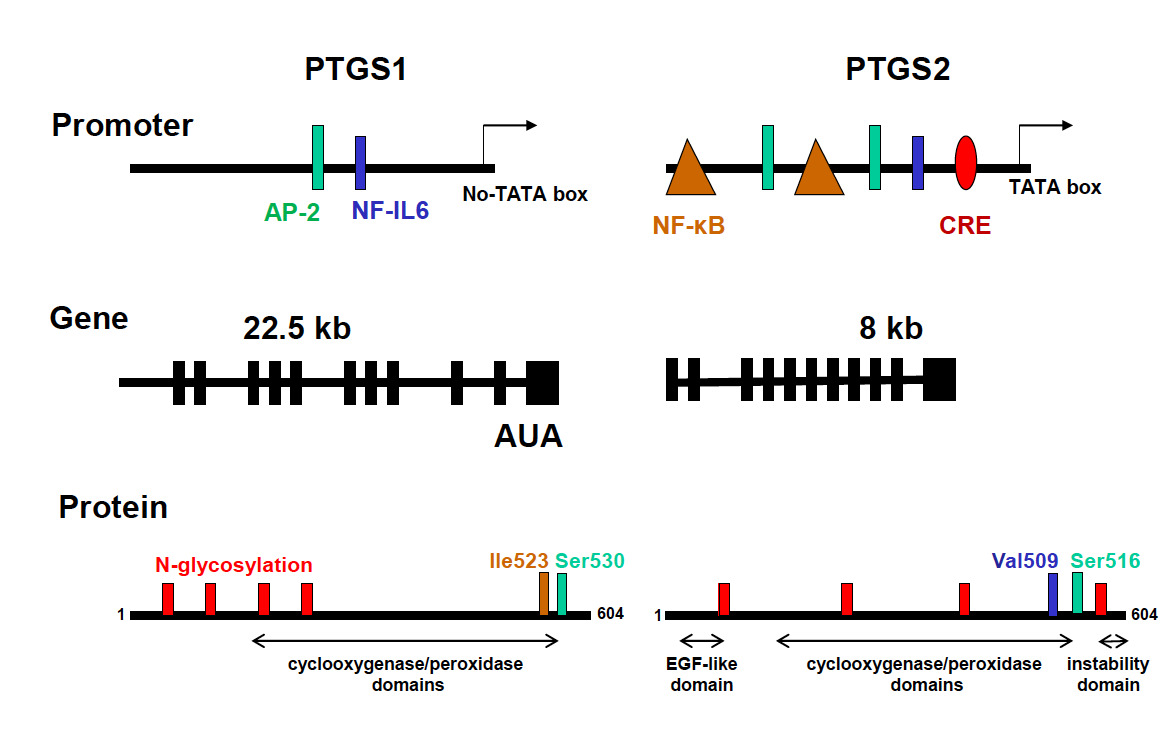 PTGS1
PTGS2
Promoter
No-TATA box
TATA box
AP-2
NF-IL6
NF-κB
CRE
Gene
22.5 kb
8 kb
AUA
Protein
N-glycosylation
Ile523
Ser530
Val509
Ser516
1
604
1
604
cyclooxygenase/peroxidase
domains
EGF-like
domain
cyclooxygenase/peroxidase
domains
instability
domain